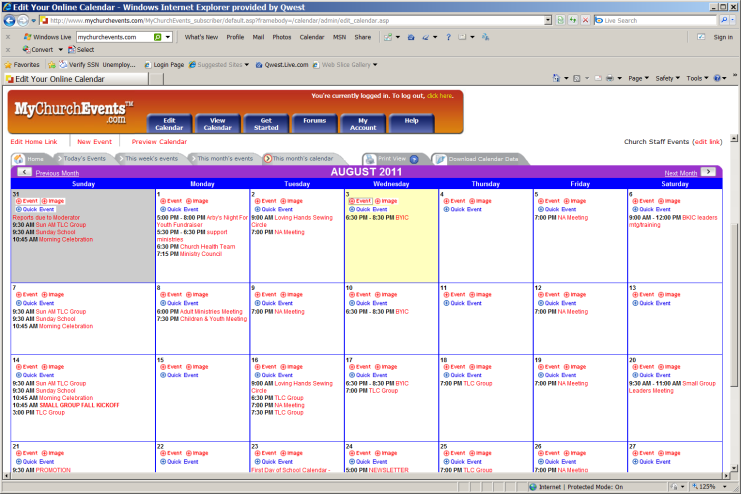 Edit Your Online Calendar - Windows Internet Explorer provided by Qwest
http://www.mychurchevents.com/MyChurchEvents_subscriber/default.asp?framebody=/calendar/admin/edit_calendar.asp
Live Search
Windows Live mychurchevents.com What's New Profile Mail Photos Calendar MSN Share Sign in
Convert Select
Favorites Verify SSN Unemploy... Login Page Suggested Sites Qwest.Live.com Web Slice Gallery
Edit Your Online Calendar Page Safety Tools
You're currently logged in. To log out, click here.
MyChurchEvents.com TM
Edit Calendar View Calendar Get Started Forums My Account Help
Edit Home Link New Event Preview Calendar Church Staff Events (edit link)
Home Today's Events This week's events This month's events This month's calendar Print View ? Download Calendar Data
Previous Month AUGUST 2011 Next Month
Sunday Monday Tuesday Wednesday Thursday Friday Saturday
31
Event Image
Quick Event
Reports due to Moderator
9:30 AM Sun AM TLC Group
9:30 AM Sunday School
10:45 AM Morning Celebration
1
Event Image
Quick Event
5:00 PM - 8:00 PM Arby's Night For
Youth Fundraiser
5:30 PM - 6:30 PM support
ministries
6:30 PM Church Health Team
7:15 PM Ministry Council
2
Event Image
Quick Event
9:00 AM Loving Hands Sewing
Circle
7:00 PM NA Meeting
3
Event Image
Quick Event
6:30 PM - 8:30 PM BYIC
4
Event Image
Quick Event
5
Event Image
Quick Event
7:00 PM NA Meeting
6
Event Image
Quick Event
9:00 AM - 12:00 PM BKIC leaders
mtg/training
7
Event Image
Quick Event
9:30 AM Sun AM TLC Group
9:30 AM Sunday School
10:45 AM Morning Celebration
8
Event Image
Quick Event
6:00 PM Adult Ministries Meeting
7:30 PM Children & Youth Meeting
9
Event Image
Quick Event
7:00 PM NA Meeting
10
Event Image
Quick Event
6:30 PM - 8:30 PM BYIC
11
Event Image
Quick Event
12
Event Image
Quick Event
7:00 PM NA Meeting
13
Event Image
Quick Event
14
Event Image
Quick Event
9:30 AM Sun AM TLC Group
9:30 AM Sunday School
10:45 AM Morning Celebration
10:45 AM SMALL GROUP FALL KICKOFF
3:00 PM TLC Group
15
Event Image
Quick Event
16
Event Image
Quick Event
9:00 AM Loving Hands Sewing
Circle
6:30 PM TLC Group
7:00 PM NA Meeting
7:30 PM TLC Group
17
Event Image
Quick Event
6:30 PM - 8:30 PM BYIC
7:00 PM TLC Group
18
Event Image
Quick Event
7:00 PM TLC Group
19
Event Image
Quick Event
7:00 PM NA Meeting
20
Event Image
Quick Event
9:30 AM - 11:00 AM Small Group
Leaders Meeting
21
Event Image
Quick Event
9:30 AM PROMOTION
22
Event Image
Quick Event
23
Event Image
Quick Event
First Day of School Calendar -
24
Event Image
Quick Event
5:00 PM NEWSLETTER
25
Event Image
Quick Event
7:00 PM TLC Group
26
Event Image
Quick Event
7:00 PM NA Meeting
27
Event Image
Quick Event
Internet | Protected Mode: On 125%